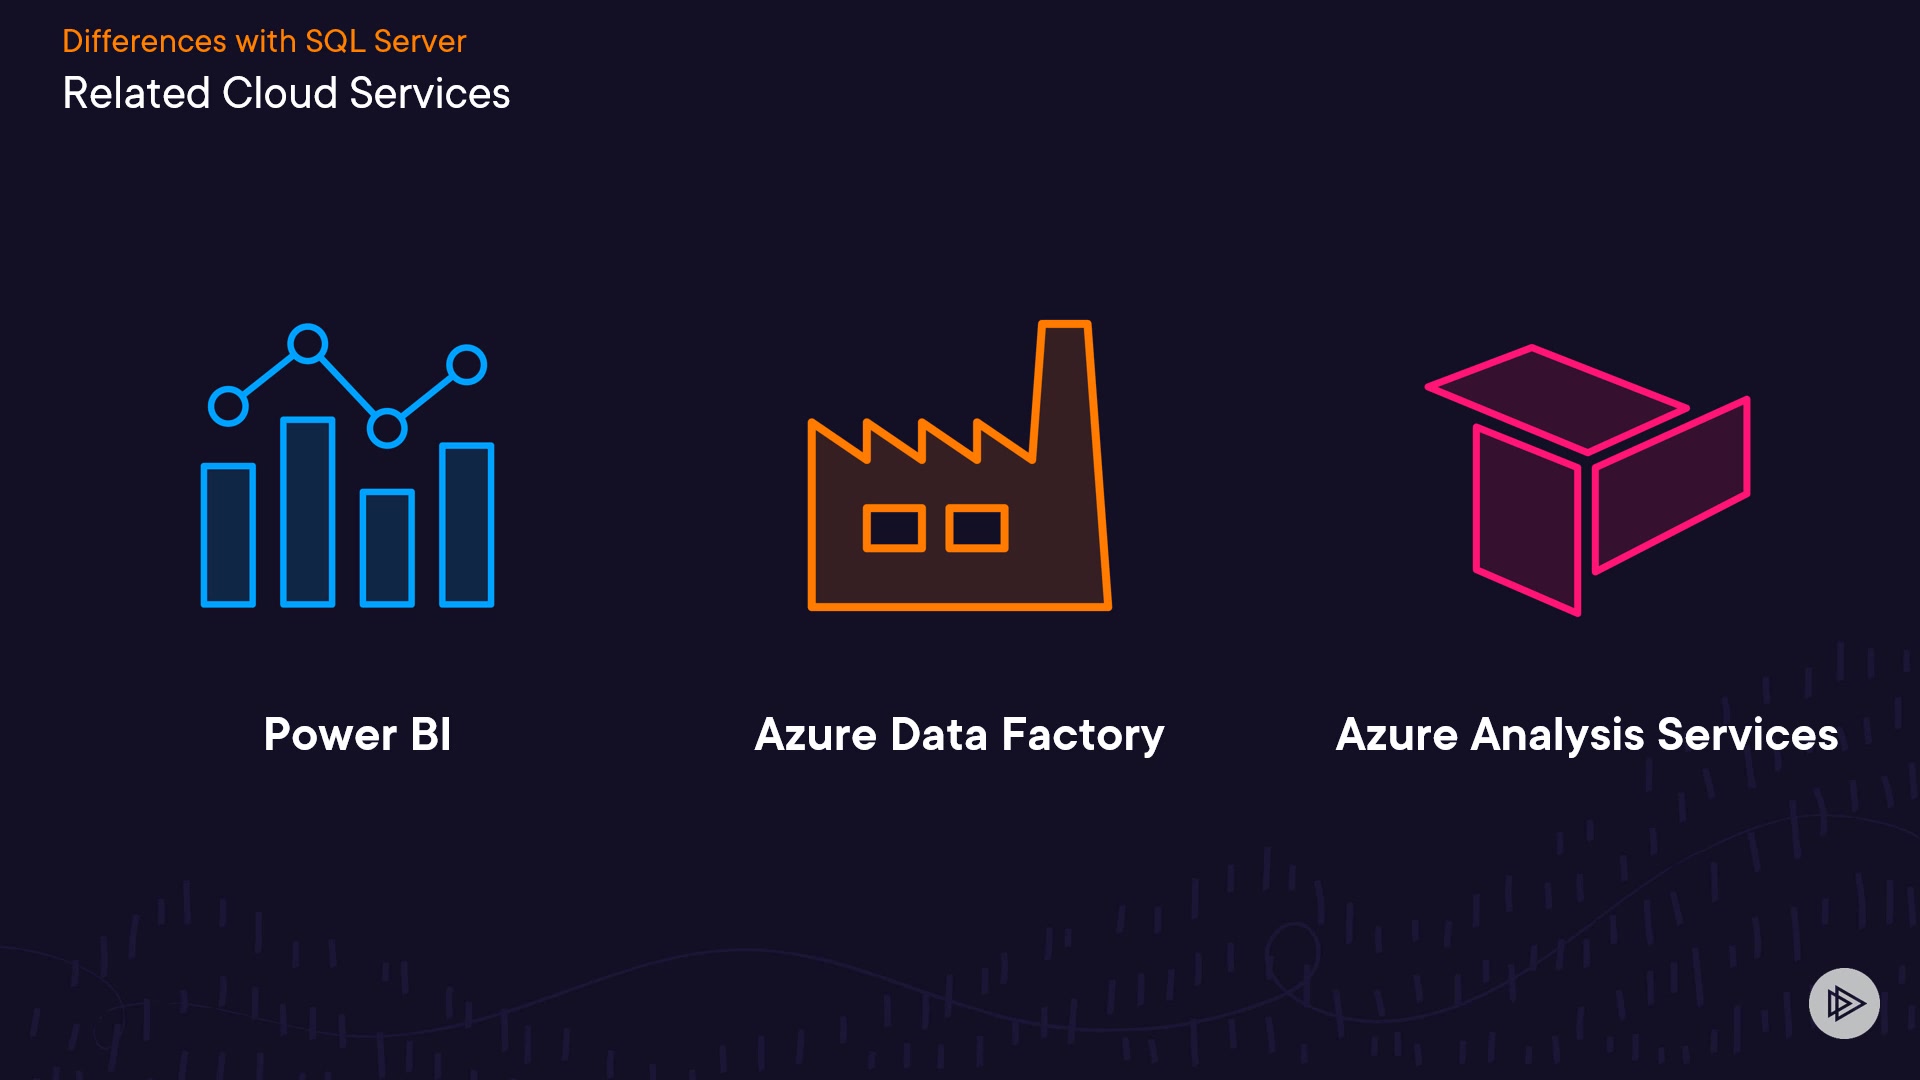 Differences with SQL Server
Related Cloud Services
Power BI
Azure Data Factory
Azure Analysis Services